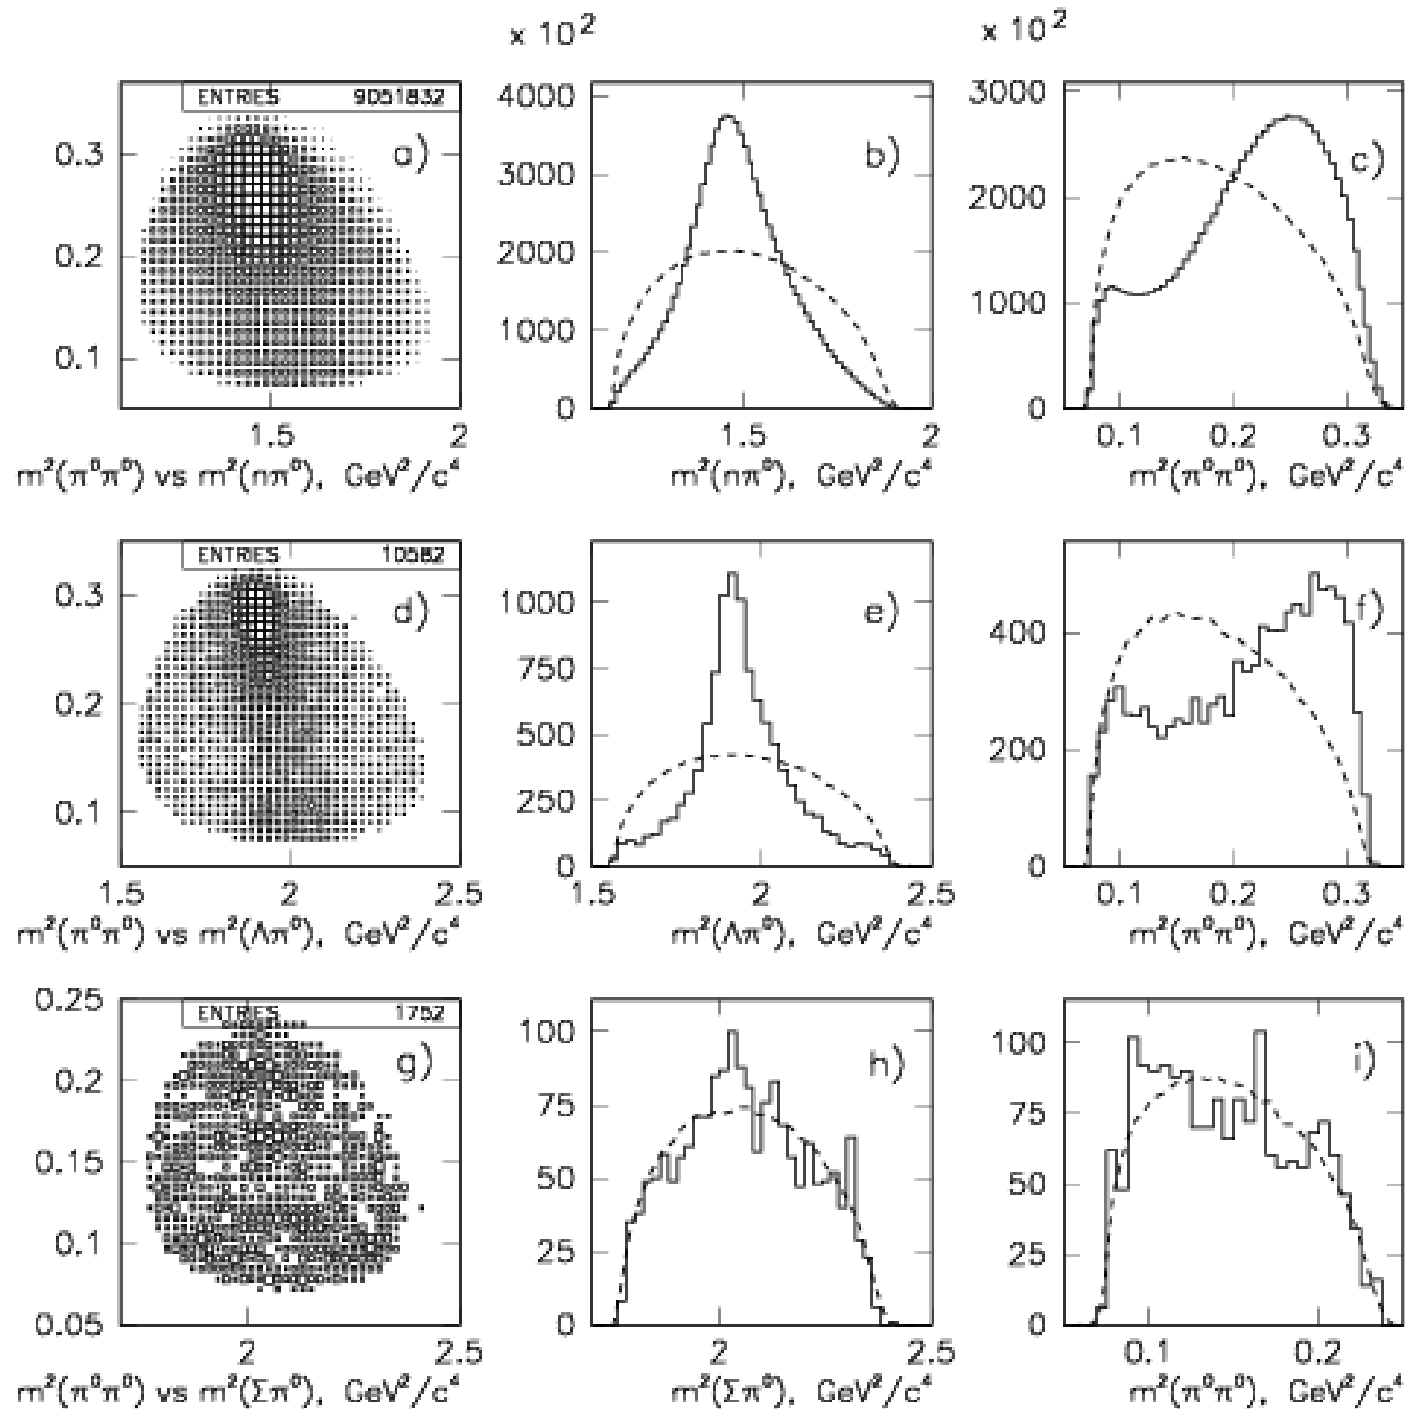 x 10² x 10²
ENTRIES 9051832
a)
0.3
0.2
0.1
1.5 2
m²(π⁰π⁰) vs m²(nπ⁰), GeV²/c⁴
4000
3000
2000
1000
0
b)
1.5 2
m²(nπ⁰), GeV²/c⁴
3000
2000
1000
0
c)
0.1 0.2 0.3
m²(π⁰π⁰), GeV²/c⁴
ENTRIES 10582
d)
0.3
0.2
0.1
1.5 2 2.5
m²(π⁰π⁰) vs m²(Λπ⁰), GeV²/c⁴
1000
750
500
250
0
e)
1.5 2 2.5
m²(Λπ⁰), GeV²/c⁴
400
200
0
f)
0.1 0.2 0.3
m²(π⁰π⁰), GeV²/c⁴
ENTRIES 1752
g)
0.25
0.2
0.15
0.1
0.05
2 2.5
m²(π⁰π⁰) vs m²(Σπ⁰), GeV²/c⁴
100
75
50
25
0
h)
2 2.5
m²(Σπ⁰), GeV²/c⁴
100
75
50
25
0
i)
0.1 0.2
m²(π⁰π⁰), GeV²/c⁴